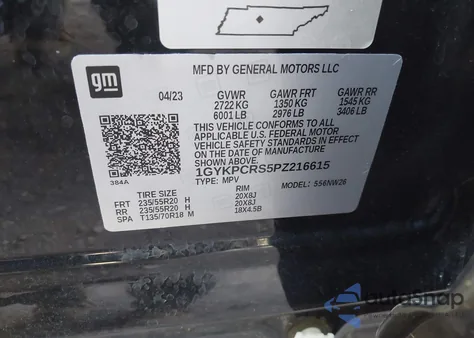 gm
MFD BY GENERAL MOTORS LLC
04/23 GVWR GAWR FRT GAWR RR
2722 KG 1350 KG 1545 KG
6001 LB 2976 LB 3406 LB
THIS VEHICLE CONFORMS TO ALL
APPLICABLE U.S. FEDERAL MOTOR
VEHICLE SAFETY STANDARDS IN EFFECT
ON THE DATE OF MANUFACTURE
SHOWN ABOVE.
1GYKPCRS5PZ216615
TYPE: MPV MODEL: 556NW26
384A
TIRE SIZE RIM
FRT 235/55R20 H 20X8J
RR 235/55R20 H 20X8J
SPA T135/70R18 M 18X4.5B
AutoSnap